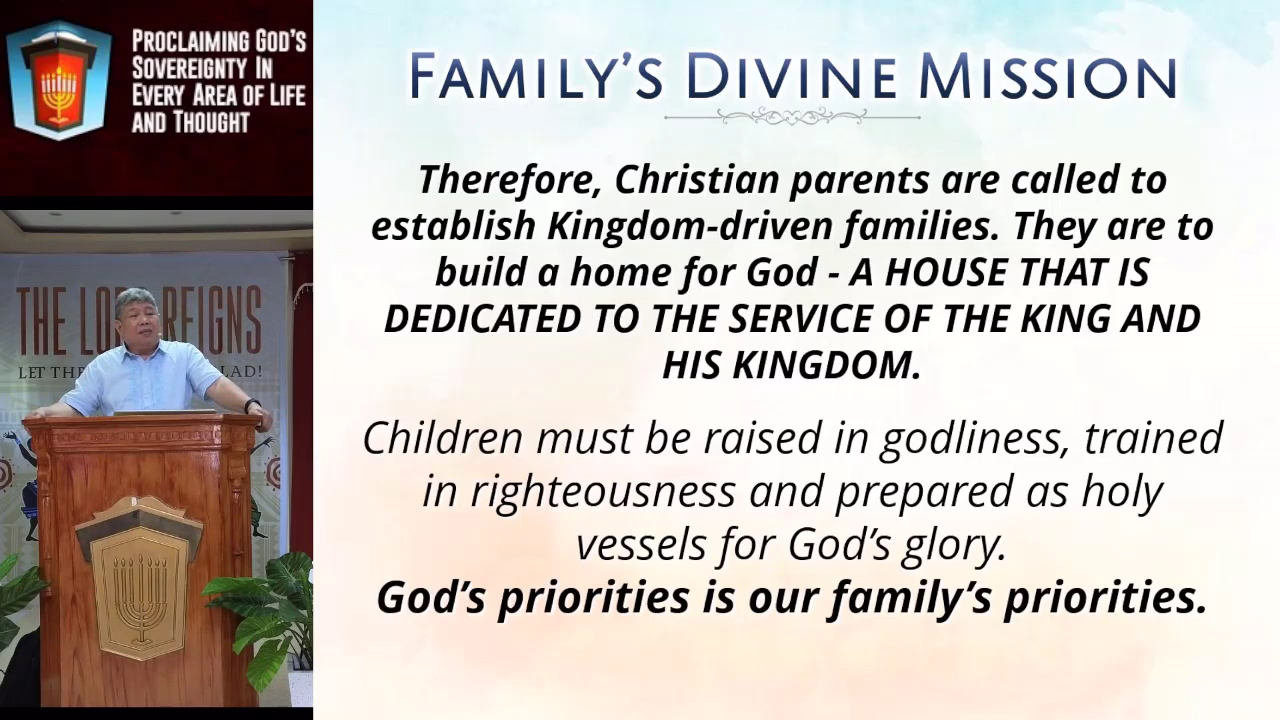 PROCLAIMING GOD'S
SOVEREIGNTY IN
EVERY AREA OF LIFE
AND THOUGHT
THE LO REIGNS
LET THE LAD!
FAMILY'S DIVINE MISSION
Therefore, Christian parents are called to
establish Kingdom-driven families. They are to
build a home for God - A HOUSE THAT IS
DEDICATED TO THE SERVICE OF THE KING AND
HIS KINGDOM.
Children must be raised in godliness, trained
in righteousness and prepared as holy
vessels for God's glory.
God's priorities is our family's priorities.